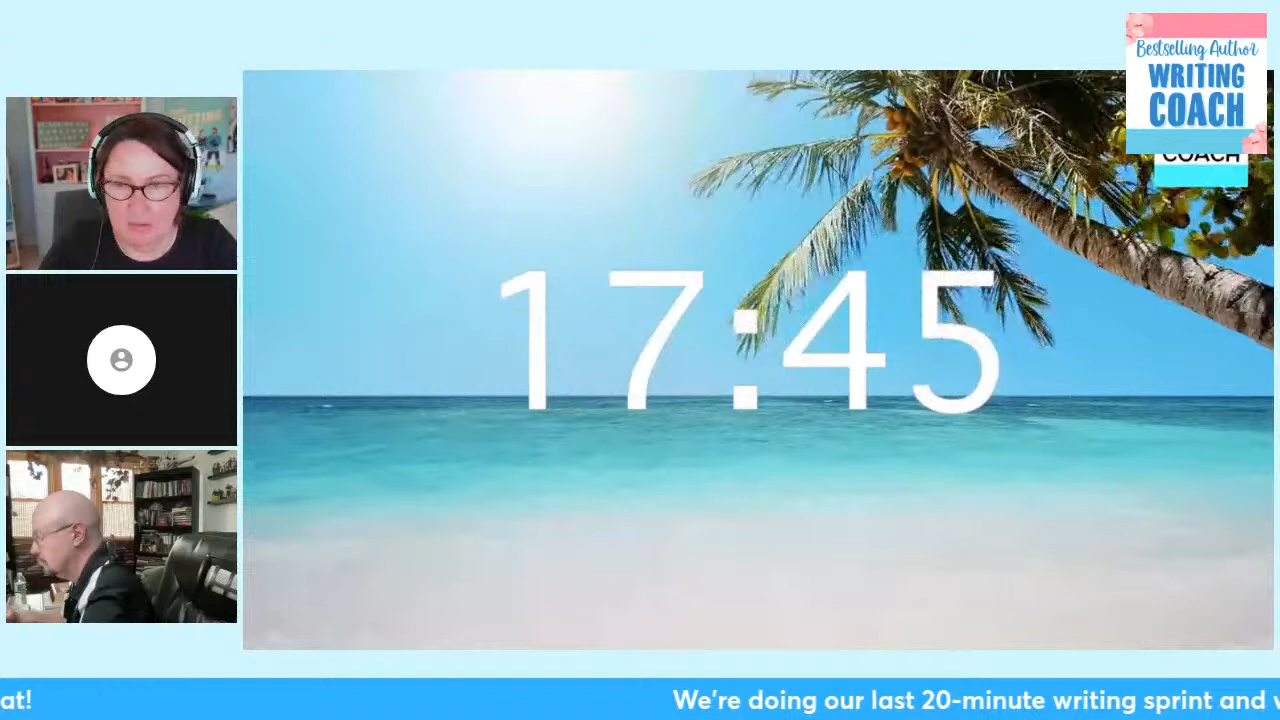 Bestselling Author
WRITING
COACH
COACH
17:45
at!
We're doing our last 20-minute writing sprint and